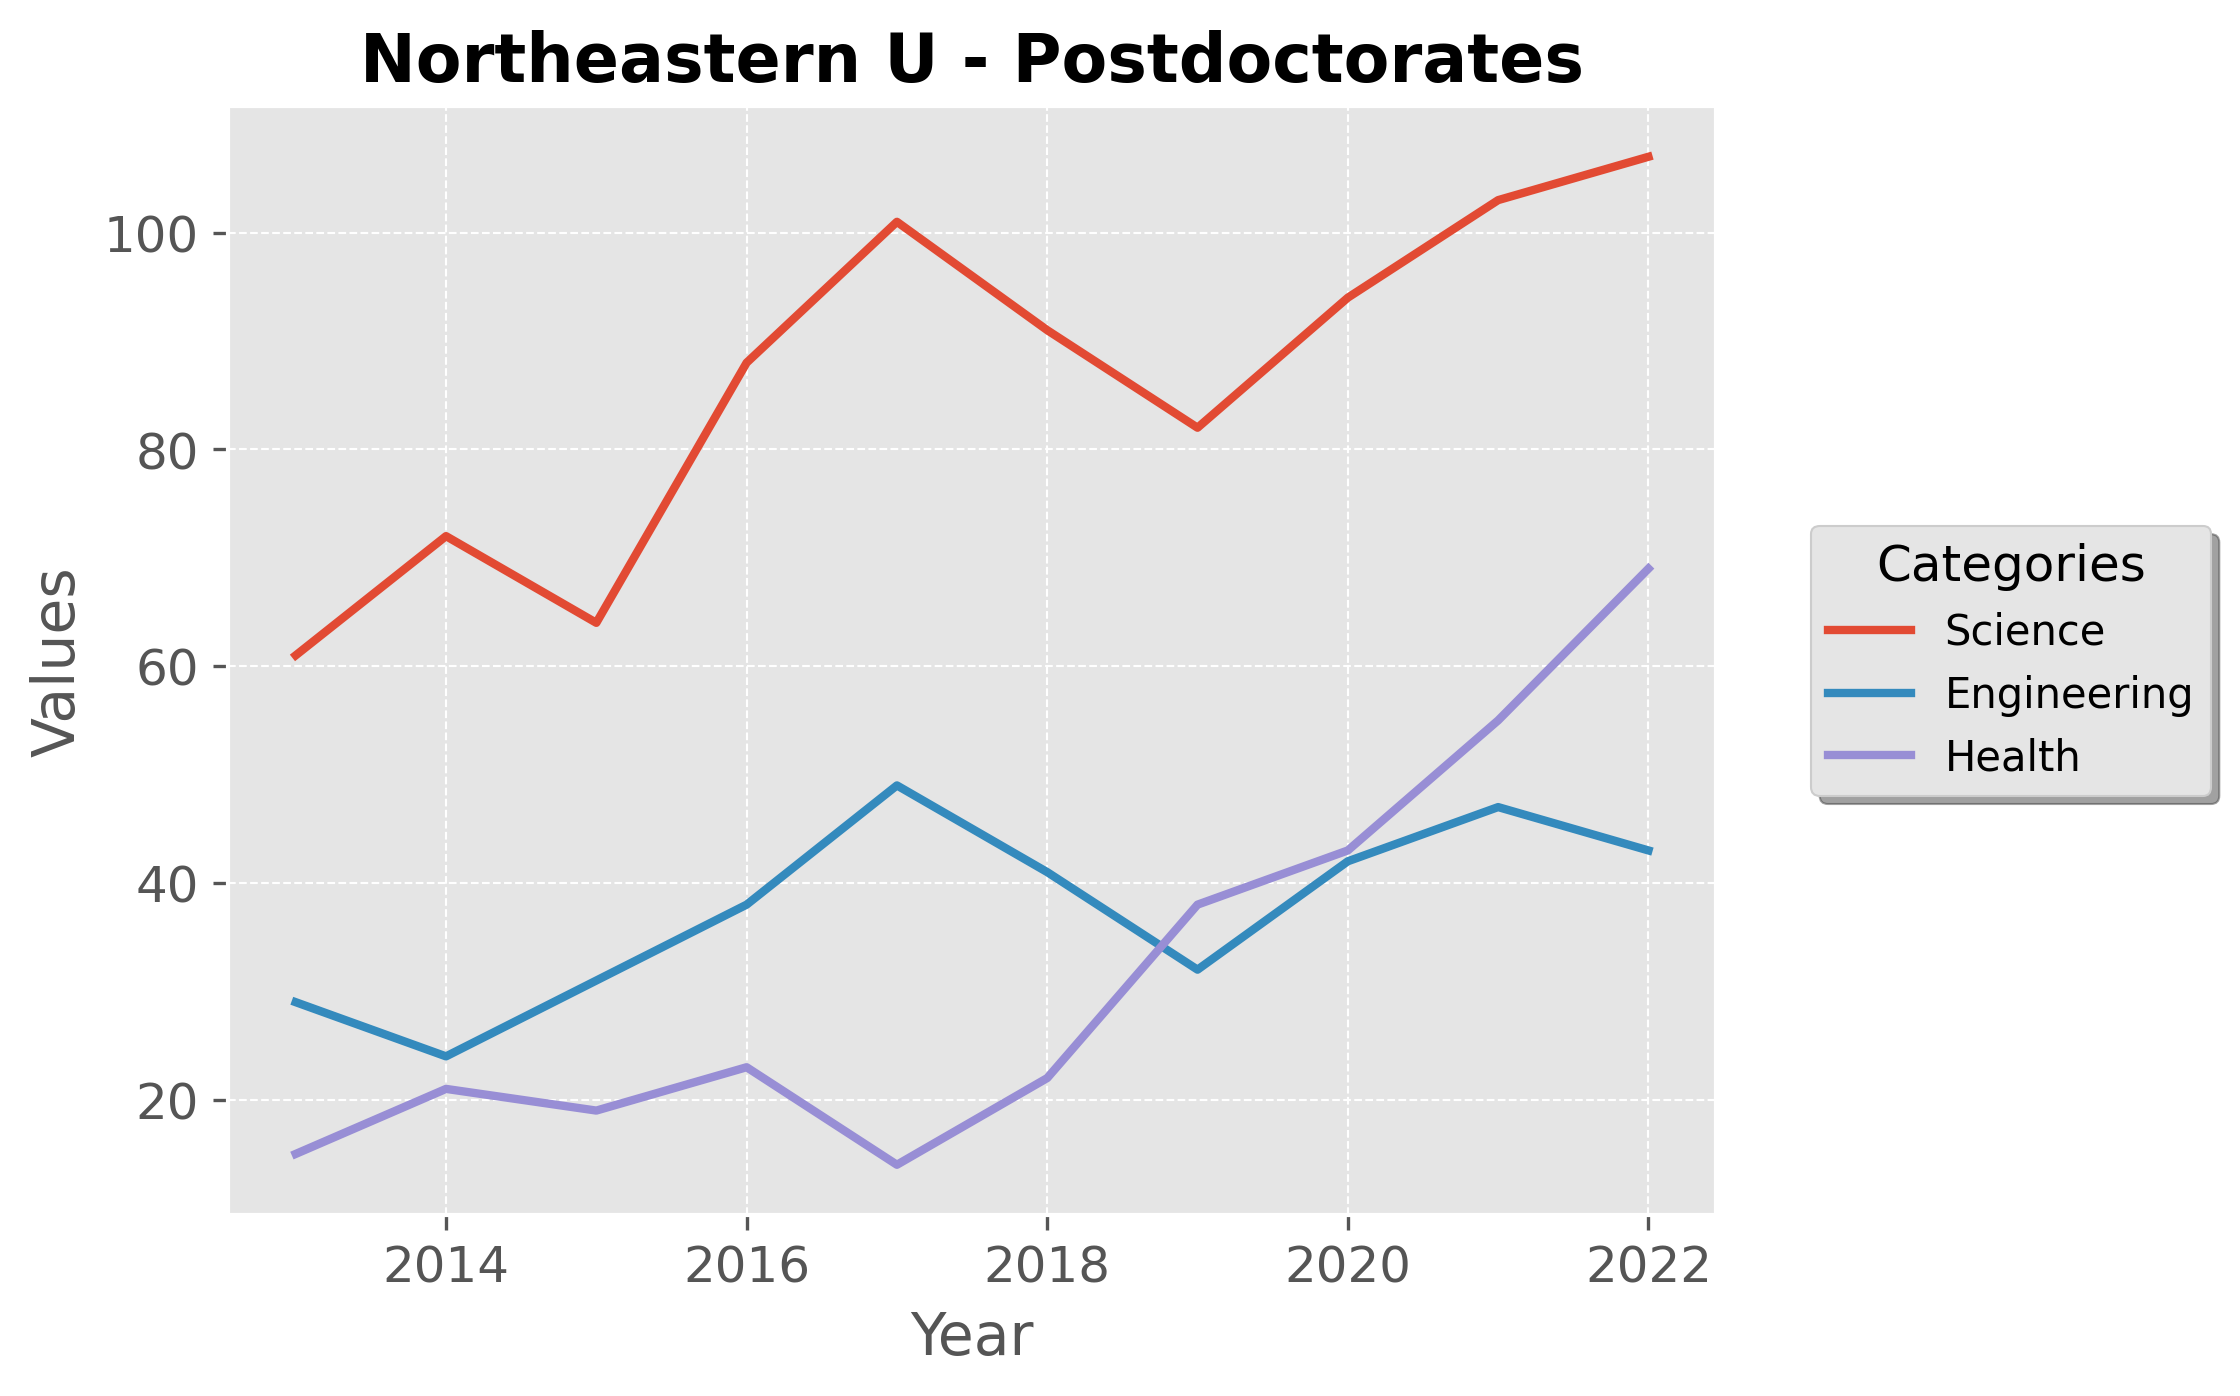 Northeastern U - Postdoctorates
Values
100
80
60
40
20
2014
2016
2018
2020
2022
Year
Categories
Science
Engineering
Health